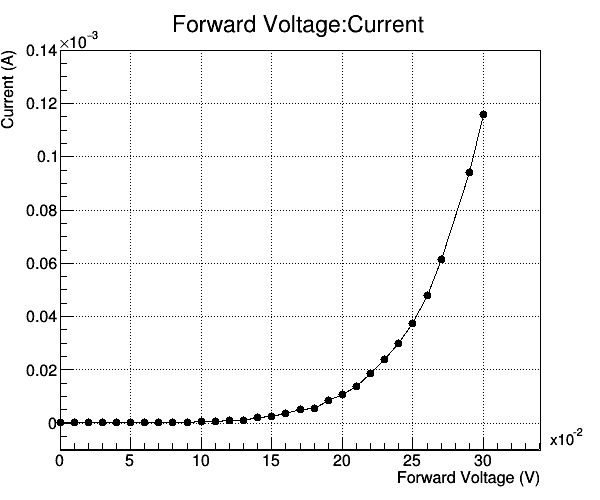 Forward Voltage:Current
×10⁻³
Current (A)
0.14
0.12
0.1
0.08
0.06
0.04
0.02
0
0 5 10 15 20 25 30
x10⁻²
Forward Voltage (V)